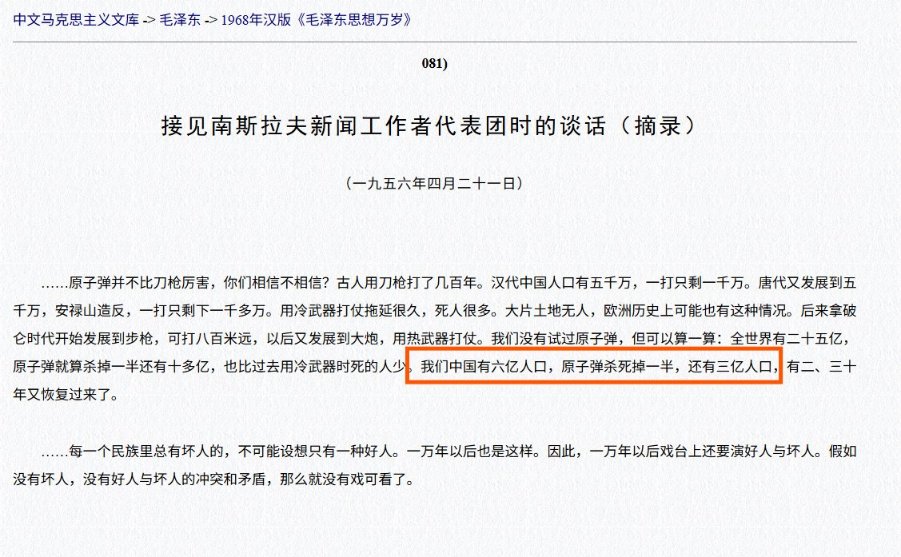 中文马克思主义文库 -> 毛泽东 -> 1968年汉版《毛泽东思想万岁》
081)
接见南斯拉夫新闻工作者代表团时的谈话（摘录）
（一九五六年四月二十一日）
……原子弹并不比刀枪厉害，你们相信不相信？古人用刀枪打了几百年。汉代中国人口有五千万，一打只剩一千万。唐代又发展到五
千万，安禄山造反，一打只剩下一千多万。用冷武器打仗拖延很久，死人很多。大片土地无人，欧洲历史上可能也有这种情况。后来拿破
仑时代开始发展到步枪，可打八百米远，以后又发展到大炮，用热武器打仗。我们没有试过原子弹，但可以算一算：全世界有二十五亿，
原子弹就算杀掉一半还有十多亿，也比过去用冷武器时死的人少。我们中国有六亿人口，原子弹杀死掉一半，还有三亿人口，有二、三十
年又恢复过来了。
……每一个民族里总有坏人的，不可能设想只有一种好人。一万年以后也是这样。因此，一万年以后戏台上还要演好人与坏人。假如
没有坏人，没有好人与坏人的冲突和矛盾，那么就没有戏可看了。